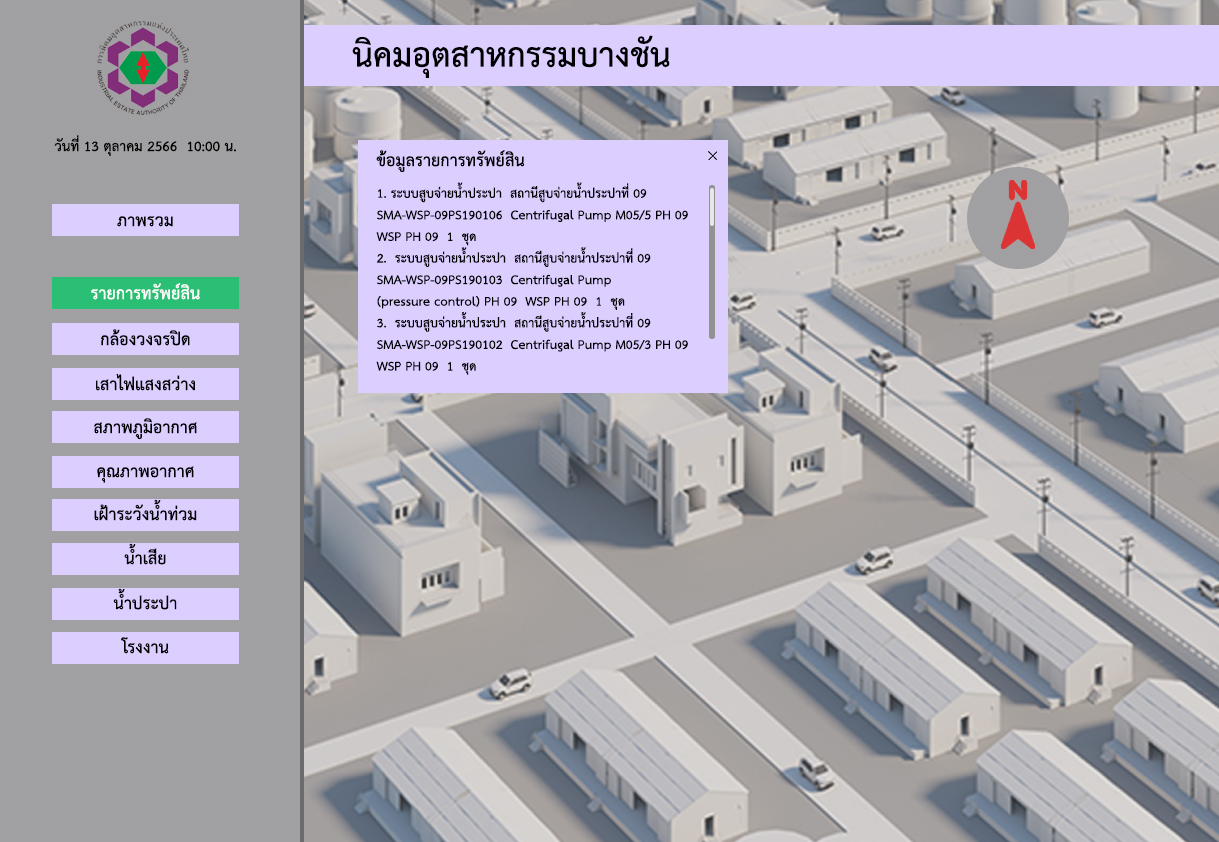 การนิคมอุตสาหกรรมแห่งประเทศไทย
INDUSTRIAL ESTATE AUTHORITY OF THAILAND
วันที่ 13 ตุลาคม 2566 10:00 น.
ภาพรวม
รายการทรัพย์สิน
กล้องวงจรปิด
เสาไฟแสงสว่าง
สภาพภูมิอากาศ
คุณภาพอากาศ
เฝ้าระวังน้ำท่วม
น้ำเสีย
น้ำประปา
โรงงาน
นิคมอุตสาหกรรมบางชัน
ข้อมูลรายการทรัพย์สิน
1. ระบบสูบจ่ายน้ำประปา สถานีสูบจ่ายน้ำประปาที่ 09
SMA-WSP-09PS190106 Centrifugal Pump M05/5 PH 09
WSP PH 09 1 ชุด
2. ระบบสูบจ่ายน้ำประปา สถานีสูบจ่ายน้ำประปาที่ 09
SMA-WSP-09PS190103 Centrifugal Pump
(pressure control) PH 09 WSP PH 09 1 ชุด
3. ระบบสูบจ่ายน้ำประปา สถานีสูบจ่ายน้ำประปาที่ 09
SMA-WSP-09PS190102 Centrifugal Pump M05/3 PH 09
WSP PH 09 1 ชุด
N